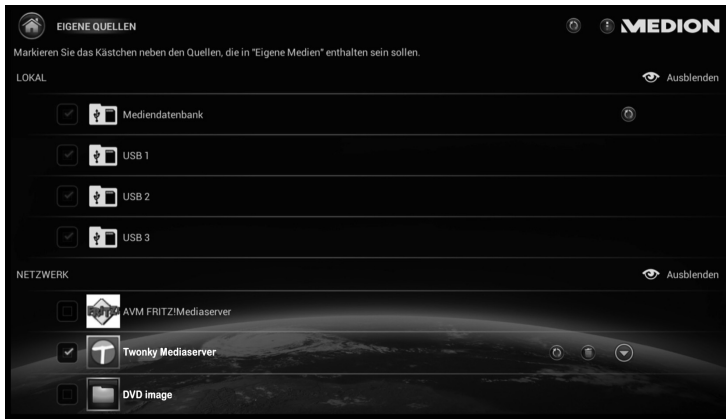 EIGENE QUELLEN
MEDION
Markieren Sie das Kästchen neben den Quellen, die in "Eigene Medien" enthalten sein sollen.
LOKAL
Ausblenden
Mediendatenbank
USB 1
USB 2
USB 3
NETZWERK
Ausblenden
AVM FRITZ!Mediaserver
Twonky Mediaserver
DVD image